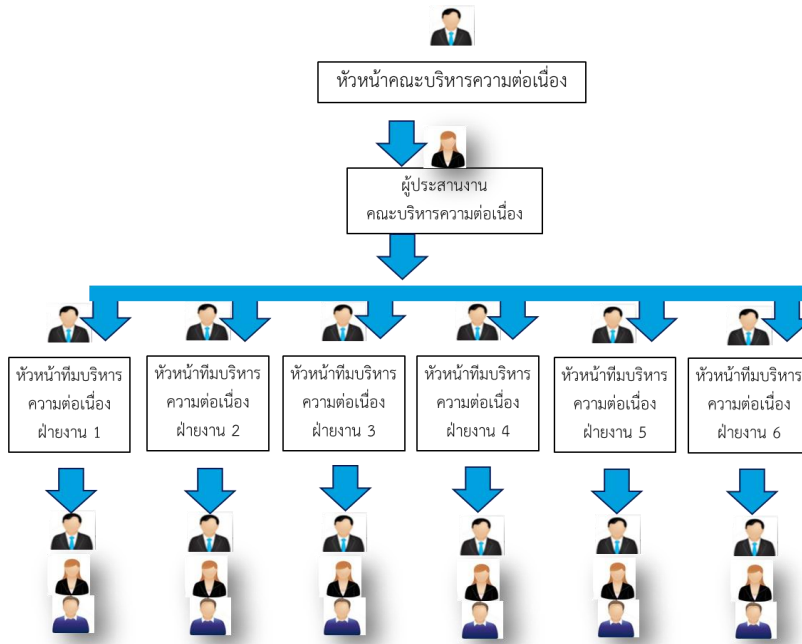 หัวหน้าคณะบริหารความต่อเนื่อง
ผู้ประสานงาน
คณะบริหารความต่อเนื่อง
หัวหน้าทีมบริหาร
ความต่อเนื่อง
ฝ่ายงาน 1
หัวหน้าทีมบริหาร
ความต่อเนื่อง
ฝ่ายงาน 2
หัวหน้าทีมบริหาร
ความต่อเนื่อง
ฝ่ายงาน 3
หัวหน้าทีมบริหาร
ความต่อเนื่อง
ฝ่ายงาน 4
หัวหน้าทีมบริหาร
ความต่อเนื่อง
ฝ่ายงาน 5
หัวหน้าทีมบริหาร
ความต่อเนื่อง
ฝ่ายงาน 6